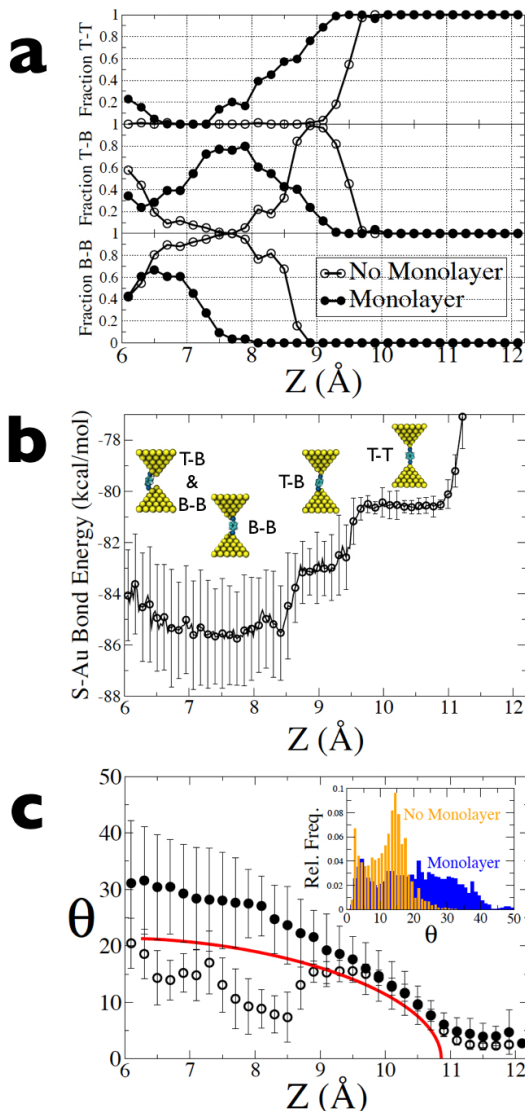 a
Fraction T-T
1
0.8
0.6
0.4
0.2
Fraction T-B
1
0.8
0.6
0.4
0.2
Fraction B-B
1
0.8
0.6
0.4
0.2
0
No Monolayer
Monolayer
6 7 8 9 10 11 12
Z (Å)
b
S-Au Bond Energy (kcal/mol)
-78
-80
-82
-84
-86
-88
T-B
&
B-B
B-B
T-B
T-T
6 7 8 9 10 11 12
Z (Å)
c
θ
50
40
30
20
10
0
Rel. Freq.
0.1
0.08
0.06
0.04
0.02
0
No Monolayer
Monolayer
0 10 20 30 40 50
θ
6 7 8 9 10 11 12
Z (Å)